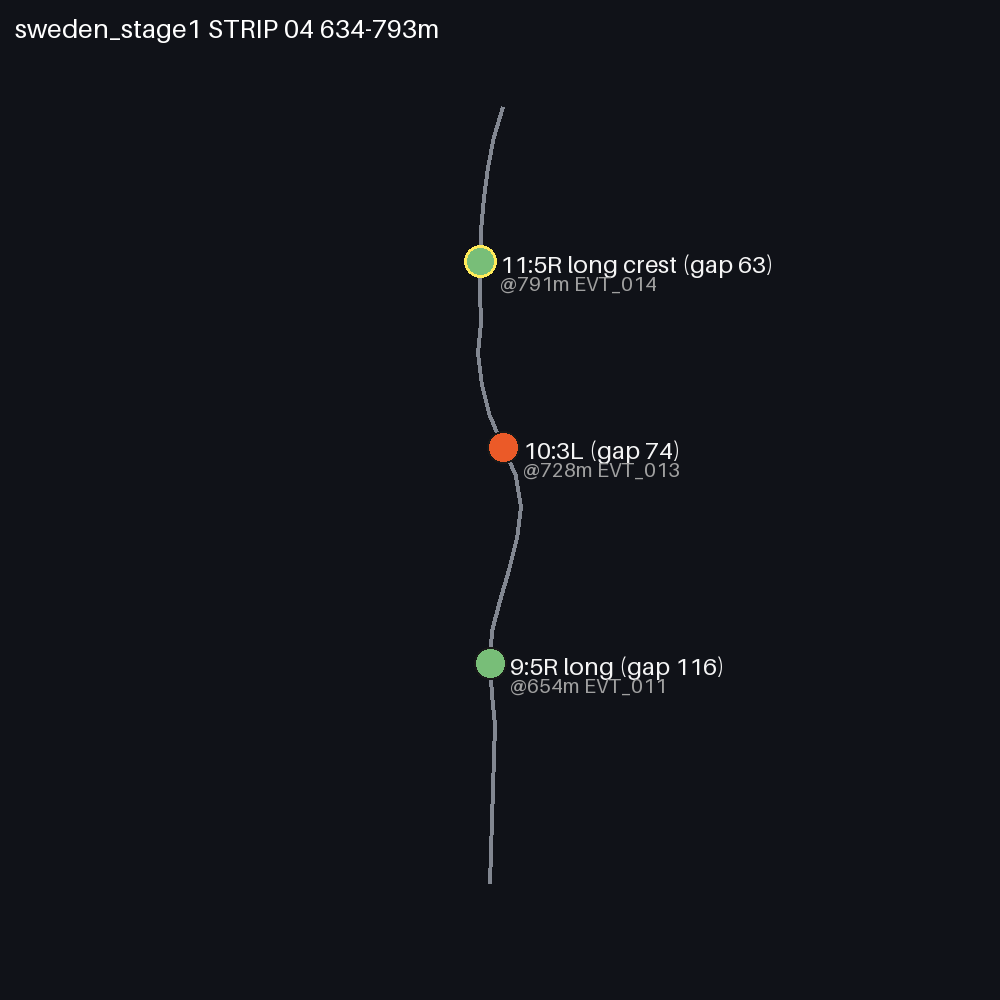 sweden_stage1 STRIP 04 634-793m
11:5R long crest (gap 63)
@791m EVT_014
10:3L (gap 74)
@728m EVT_013
9:5R long (gap 116)
@654m EVT_011